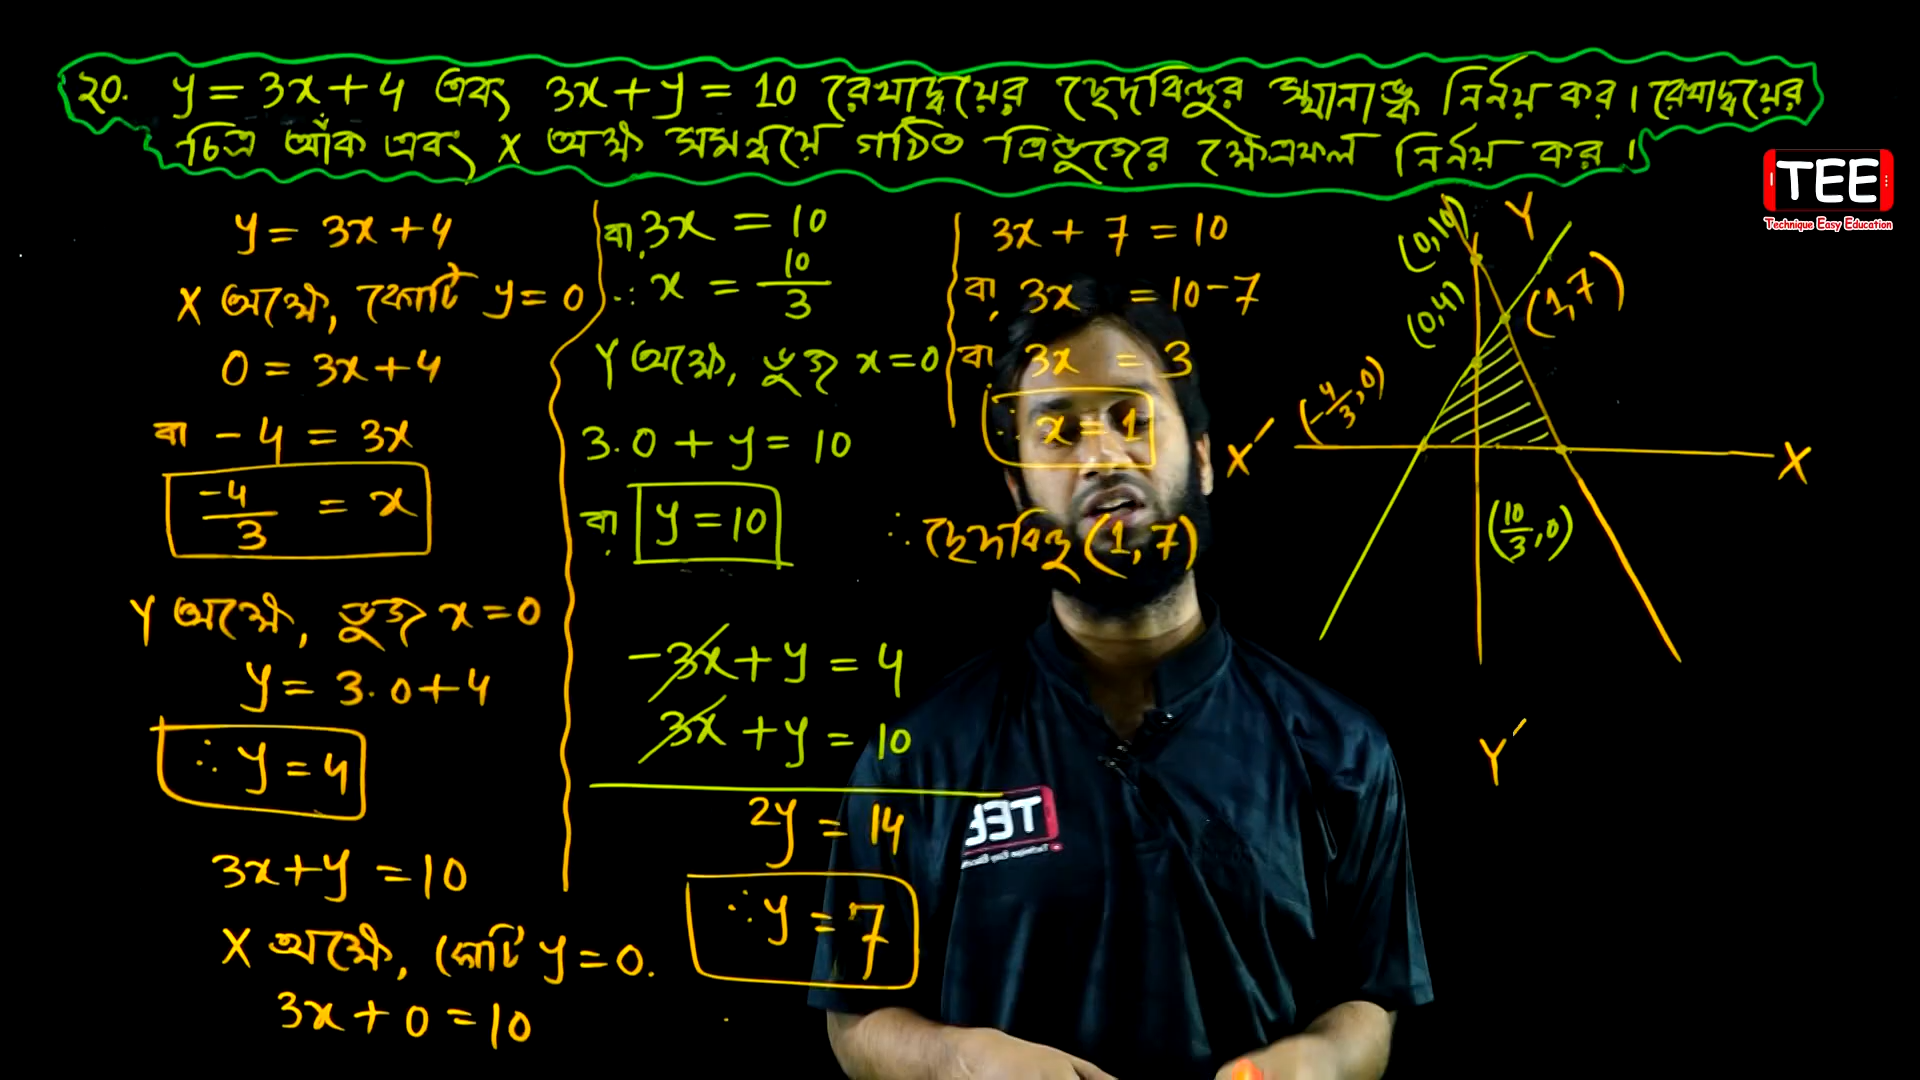 ২০. y = 3x + 4 এবং 3x + y = 10 রেখাদ্বয়ের ছেদবিন্দুর স্থানাঙ্ক নির্নয় কর। রেখাদ্বয়ের
চিত্র আঁক এবং X অক্ষ সমন্বয়ে গঠিত ত্রিভুজের ক্ষেত্রফল নির্নয় কর।
TEE
Technique Easy Education
y = 3x + 4
X অক্ষে, কোটি y = 0
0 = 3x + 4
বা -4 = 3x
-4/3 = x
Y অক্ষে, ভুজ x = 0
y = 3.0 + 4
∴ y = 4
3x + y = 10
X অক্ষে, কোটি y = 0.
3x + 0 = 10
বা, 3x = 10
∴ x = 10/3
Y অক্ষে, ভুজ x = 0
3.0 + y = 10
বা, y = 10
-3x + y = 4
3x + y = 10
2y = 14
∴ y = 7
3x + 7 = 10
বা, 3x = 10 - 7
বা 3x = 3
∴ x = 1
∴ ছেদবিন্দু (1, 7)
(0, 10)
Y
(0, 4)
(1, 7)
(-4/3, 0)
X′
X
(10/3, 0)
Y′
TEE